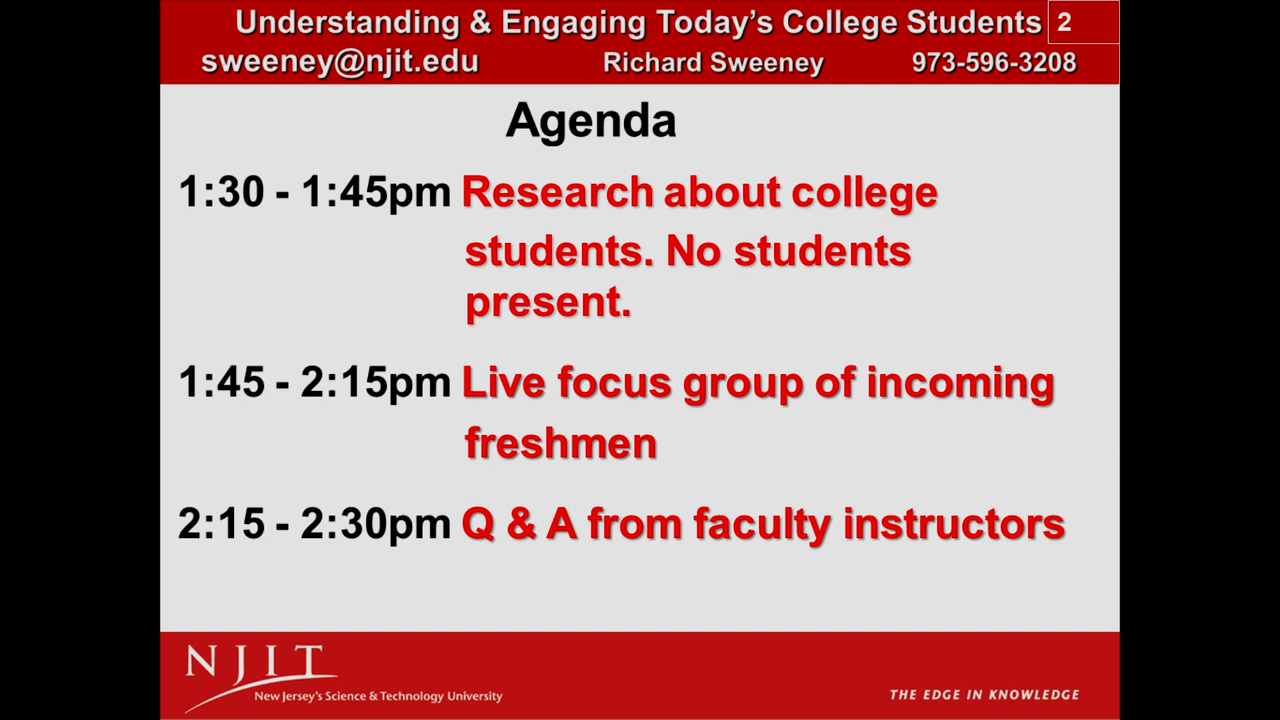 Understanding & Engaging Today's College Students 2
sweeney@njit.edu Richard Sweeney 973-596-3208
Agenda
1:30 - 1:45pm Research about college
students. No students
present.
1:45 - 2:15pm Live focus group of incoming
freshmen
2:15 - 2:30pm Q & A from faculty instructors
NJIT
New Jersey's Science & Technology University
THE EDGE IN KNOWLEDGE